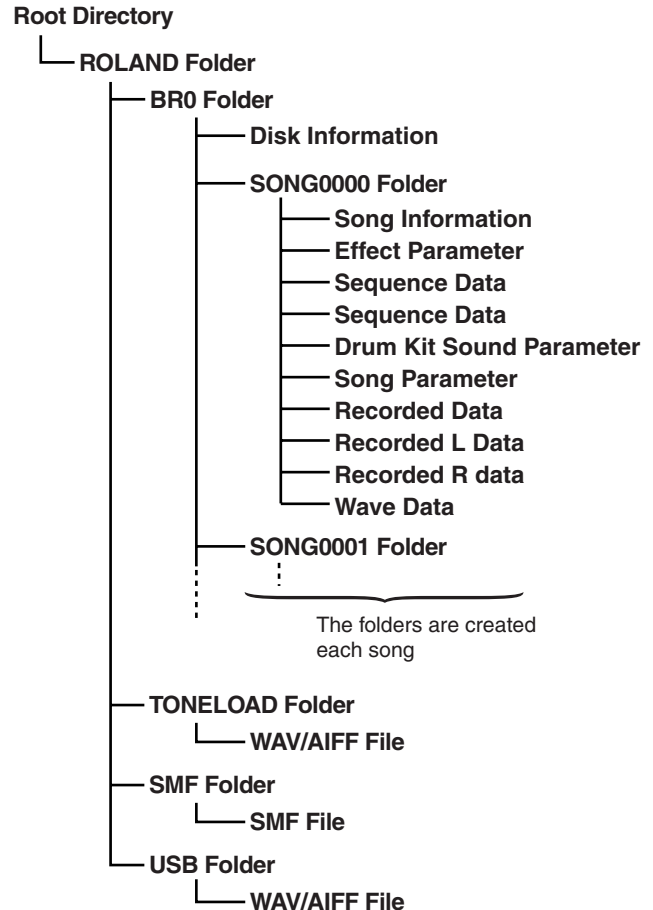 Root Directory
ROLAND Folder
BR0 Folder
Disk Information
SONG0000 Folder
Song Information
Effect Parameter
Sequence Data
Sequence Data
Drum Kit Sound Parameter
Song Parameter
Recorded Data
Recorded L Data
Recorded R data
Wave Data
SONG0001 Folder
The folders are created
each song
TONELOAD Folder
WAV/AIFF File
SMF Folder
SMF File
USB Folder
WAV/AIFF File